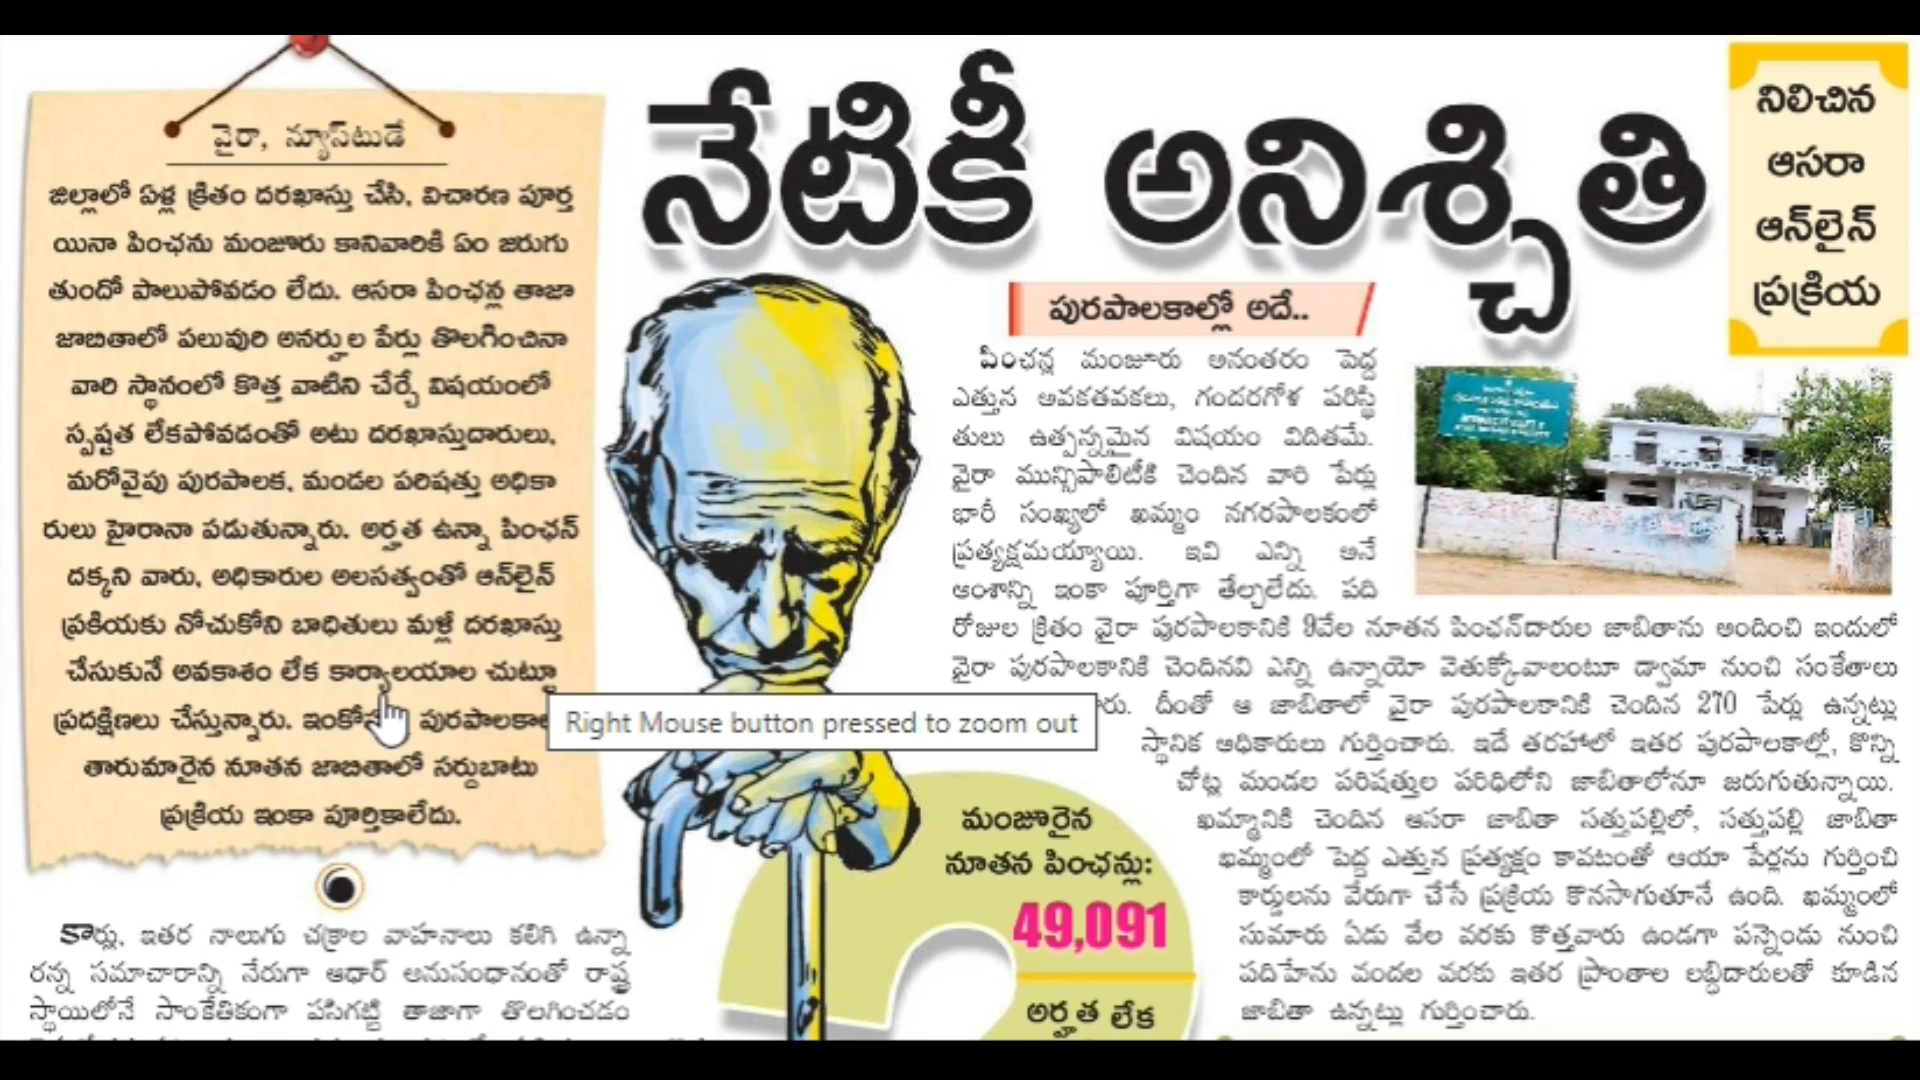 వైరా, న్యూస్‌టుడే
జిల్లాలో ఏళ్ల క్రితం దరఖాస్తు చేసి, విచారణ పూర్త
యినా పింఛను మంజూరు కానివారికి ఏం జరుగు
తుందో పాలుపోవడం లేదు. ఆసరా పింఛన్ల తాజా
జాబితాలో పలువురి అనర్హుల పేర్లు తొలగించినా
వారి స్థానంలో కొత్త వాటిని చేర్చే విషయంలో
స్పష్టత లేకపోవడంతో అటు దరఖాస్తుదారులు,
మరోవైపు పురపాలక, మండల పరిషత్తు అధికా
రులు హైరానా పడుతున్నారు. అర్హత ఉన్నా పింఛన్
దక్కని వారు, అధికారుల అలసత్వంతో ఆన్‌లైన్
ప్రకియకు నోచుకోని బాధితులు మళ్లీ దరఖాస్తు
చేసుకునే అవకాశం లేక కార్యాలయాల చుట్టూ
ప్రదక్షిణలు చేస్తున్నారు. పురపాలకాల
తారుమారైన నూతన జాబితాలో సర్దుబాటు
ప్రక్రియ ఇంకా పూర్తికాలేదు.
కార్లు, ఇతర నాలుగు చక్రాల వాహనాలు కలిగి ఉన్నా
రన్న సమాచారాన్ని నేరుగా ఆధార్ అనుసంధానంతో రాష్ట్ర
స్థాయిలోనే సాంకేతికంగా పసిగట్టి తాజాగా తొలగించడం
నేటికీ అనిశ్చితి
నిలిచిన
ఆసరా
ఆన్‌లైన్
ప్రక్రియ
పురపాలకాల్లో అదే..
పింఛన్ల మంజూరు అనంతరం పెద్ద
ఎత్తున అవకతవకలు, గందరగోళ పరిస్థి
తులు ఉత్పన్నమైన విషయం విదితమే.
వైరా మున్సిపాలిటీకి చెందిన వారి పేర్లు
భారీ సంఖ్యలో ఖమ్మం నగరపాలకంలో
ప్రత్యక్షమయ్యాయి. ఇవి ఎన్ని అనే
అంశాన్ని ఇంకా పూర్తిగా తేల్చలేదు. పది
రోజుల క్రితం వైరా పురపాలకానికి 9వేల నూతన పింఛన్‌దారుల జాబితాను అందించి ఇందులో
వైరా పురపాలకానికి చెందినవి ఎన్ని ఉన్నాయో వెతుక్కోవాలంటూ డ్వామా నుంచి సంకేతాలు
రు. దీంతో ఆ జాబితాలో వైరా పురపాలకానికి చెందిన 270 పేర్లు ఉన్నట్లు
స్థానిక అధికారులు గుర్తించారు. ఇదే తరహాలో ఇతర పురపాలకాల్లో, కొన్ని
చోట్ల మండల పరిషత్తుల పరిధిలోని జాబితాలోనూ జరుగుతున్నాయి.
ఖమ్మానికి చెందిన ఆసరా జాబితా సత్తుపల్లిలో, సత్తుపల్లి జాబితా
ఖమ్మంలో పెద్ద ఎత్తున ప్రత్యక్షం కావటంతో ఆయా పేర్లను గుర్తించి
కార్డులను వేరుగా చేసే ప్రక్రియ కొనసాగుతూనే ఉంది. ఖమ్మంలో
సుమారు ఏడు వేల వరకు కొత్తవారు ఉండగా పన్నెండు నుంచి
పదిహేను వందల వరకు ఇతర ప్రాంతాల లబ్ధిదారులతో కూడిన
జాబితా ఉన్నట్లు గుర్తించారు.
Right Mouse button pressed to zoom out
మంజూరైన
నూతన పింఛన్లు:
49,091
అర్హత లేక